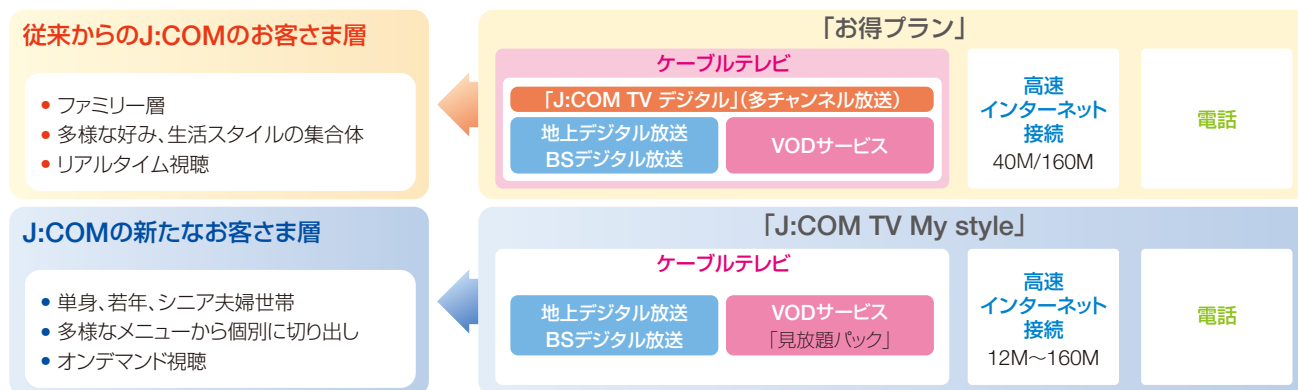 従来からのJ:COMのお客さま層
• ファミリー層
• 多様な好み、生活スタイルの集合体
• リアルタイム視聴
「お得プラン」
ケーブルテレビ
「J:COM TV デジタル」(多チャンネル放送)
地上デジタル放送
BSデジタル放送
VODサービス
高速
インターネット
接続
40M/160M
電話
J:COMの新たなお客さま層
• 単身、若年、シニア夫婦世帯
• 多様なメニューから個別に切り出し
• オンデマンド視聴
「J:COM TV My style」
ケーブルテレビ
地上デジタル放送
BSデジタル放送
VODサービス
「見放題パック」
高速
インターネット
接続
12M〜160M
電話